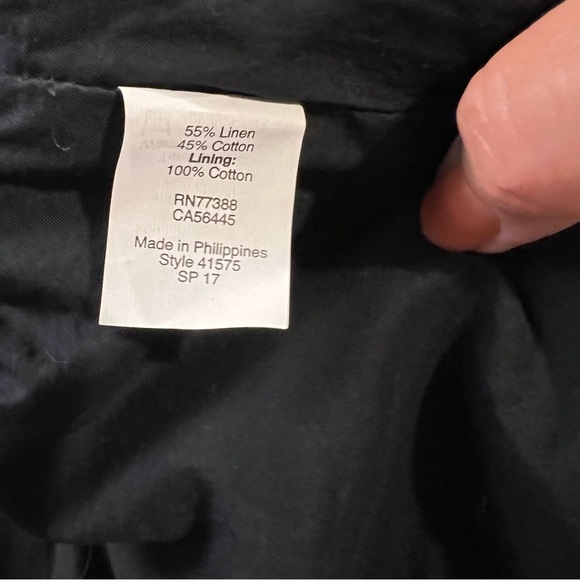 55% Linen
45% Cotton
Lining:
100% Cotton
RN77388
CA56445
Made in Philippines
Style 41575
SP 17